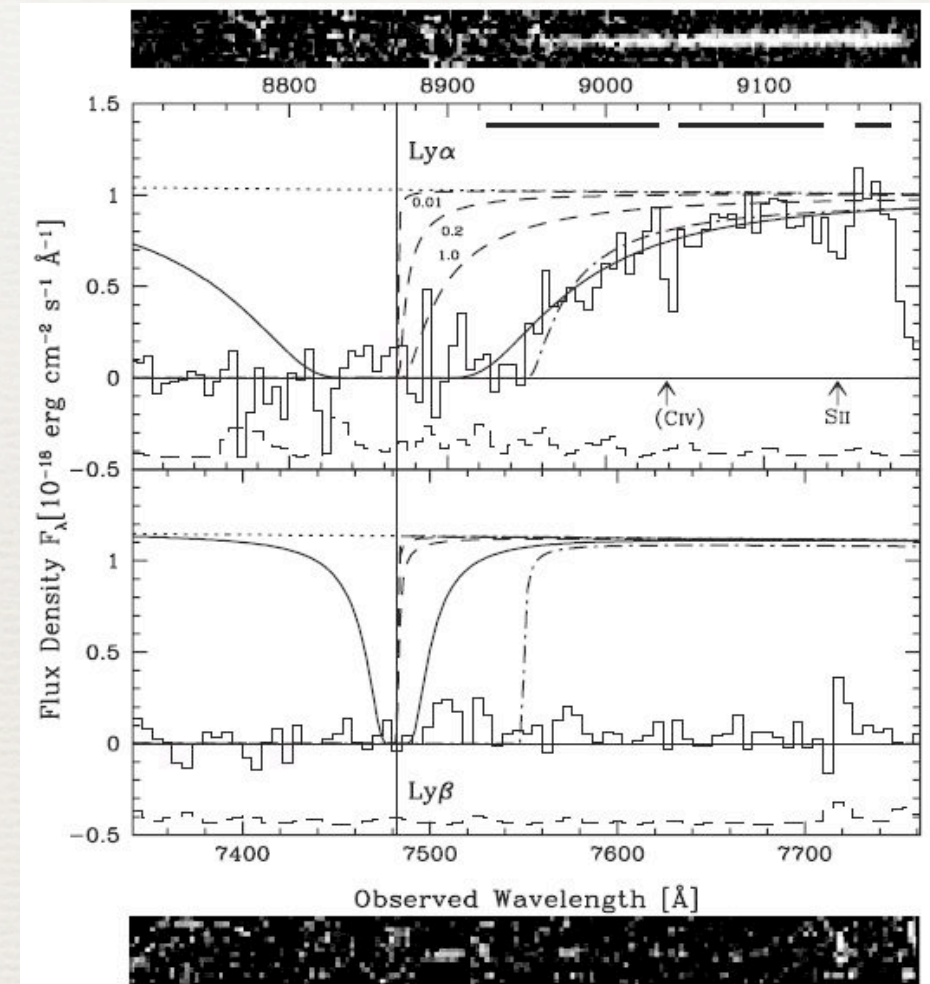 8800 8900 9000 9100
1.5
Lyα
1
0.01
0.2
1.0
0.5
0
(CIV)
SII
−0.5
Flux Density Fλ[10⁻¹⁸ erg cm⁻² s⁻¹ Å⁻¹]
1
0.5
0
Lyβ
−0.5
7400 7500 7600 7700
Observed Wavelength [Å]